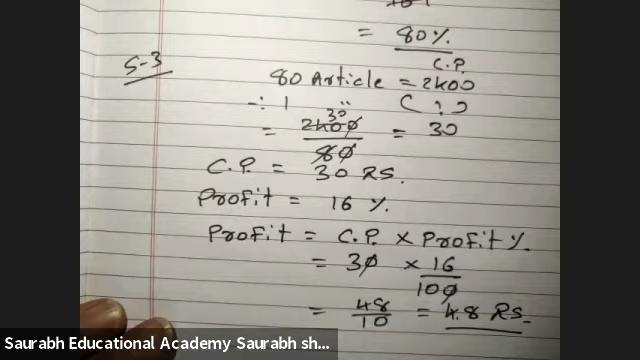 = 80%
C.P.
S-3
80 Article = 2400
∴ 1 " ( ? )
30
= 2400 / 80 = 30
C.P. = 30 RS.
Profit = 16 %.
Profit = C.P. × Profit %.
= 30 × 16 / 100
= 48 / 10 = 4.8 RS.
Saurabh Educational Academy Saurabh sh...